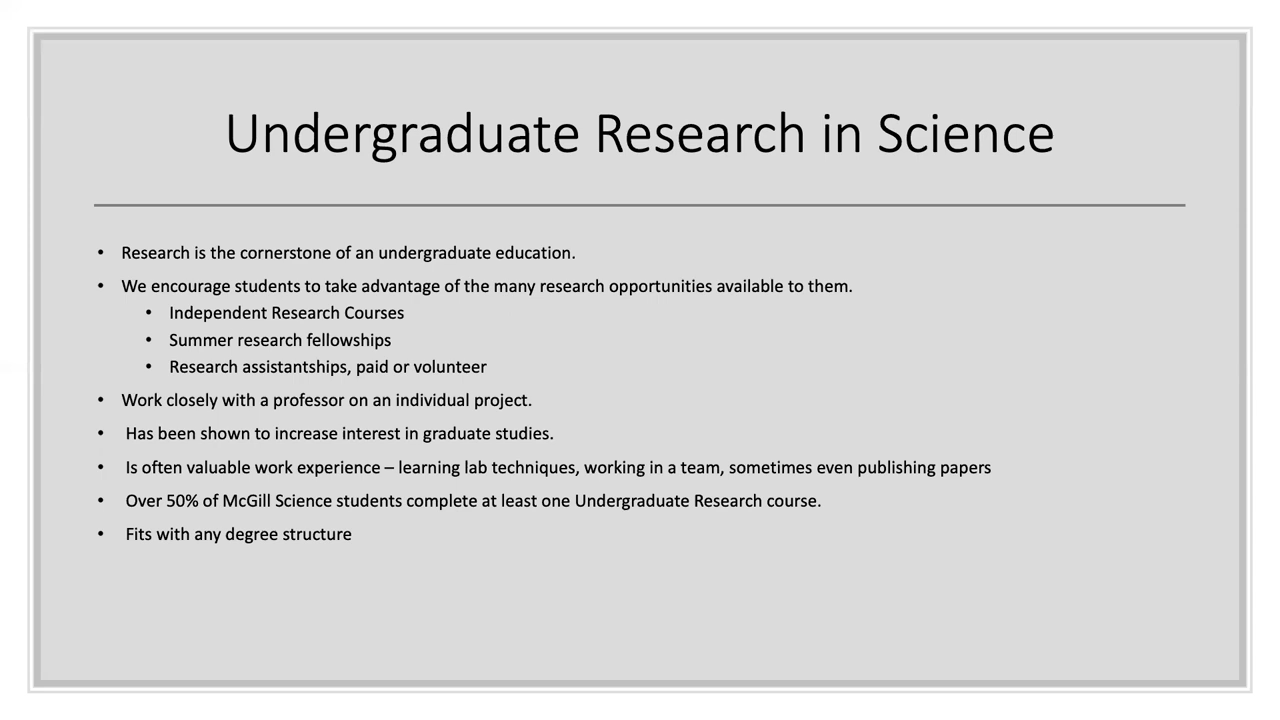 Undergraduate Research in Science
• Research is the cornerstone of an undergraduate education.
• We encourage students to take advantage of the many research opportunities available to them.
• Independent Research Courses
• Summer research fellowships
• Research assistantships, paid or volunteer
• Work closely with a professor on an individual project.
• Has been shown to increase interest in graduate studies.
• Is often valuable work experience – learning lab techniques, working in a team, sometimes even publishing papers
• Over 50% of McGill Science students complete at least one Undergraduate Research course.
• Fits with any degree structure